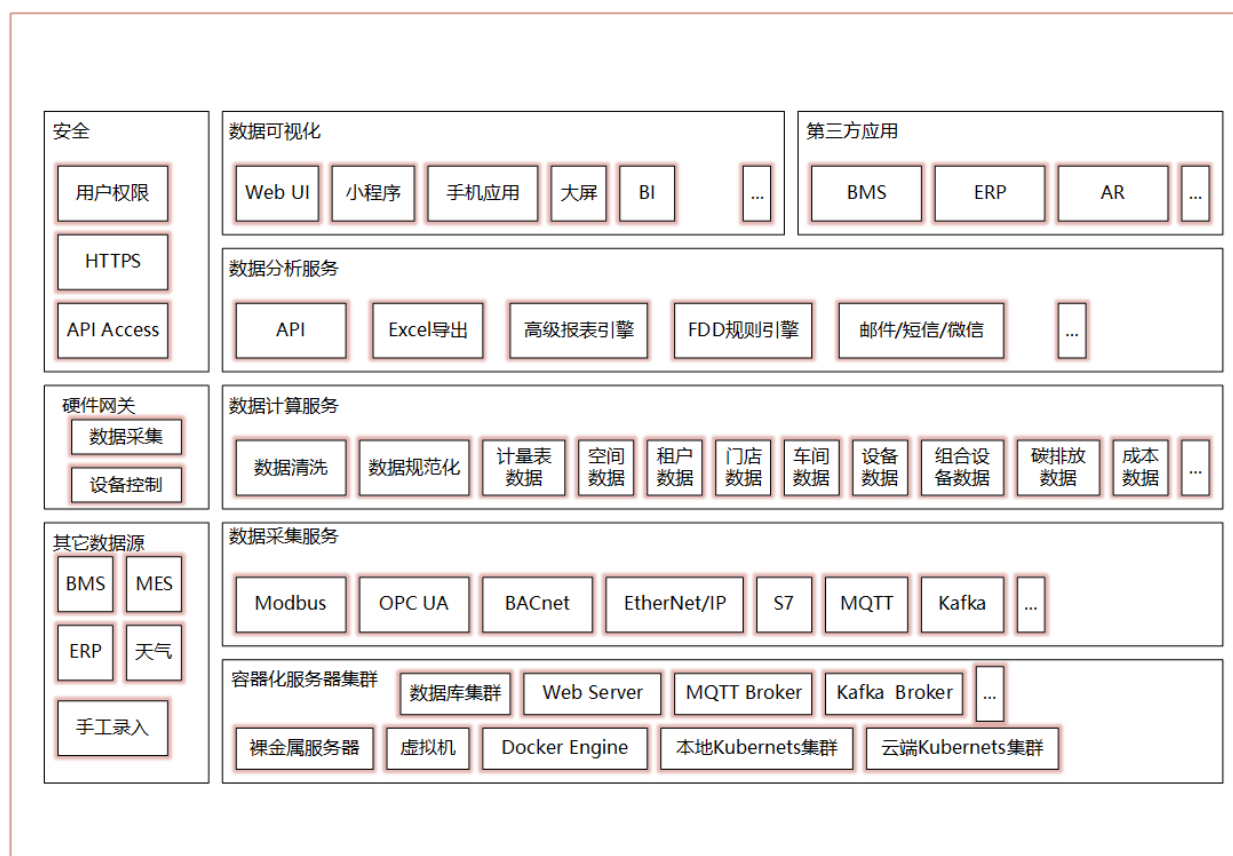 安全
用户权限
HTTPS
API Access
数据可视化
Web UI
小程序
手机应用
大屏
BI
...
第三方应用
BMS
ERP
AR
...
数据分析服务
API
Excel导出
高级报表引擎
FDD规则引擎
邮件/短信/微信
...
硬件网关
数据采集
设备控制
数据计算服务
数据清洗
数据规范化
计量表
数据
空间
数据
租户
数据
门店
数据
车间
数据
设备
数据
组合设
备数据
碳排放
数据
成本
数据
...
其它数据源
BMS
MES
ERP
天气
手工录入
数据采集服务
Modbus
OPC UA
BACnet
EtherNet/IP
S7
MQTT
Kafka
...
容器化服务器集群
数据库集群
Web Server
MQTT Broker
Kafka Broker
...
裸金属服务器
虚拟机
Docker Engine
本地Kubernets集群
云端Kubernets集群